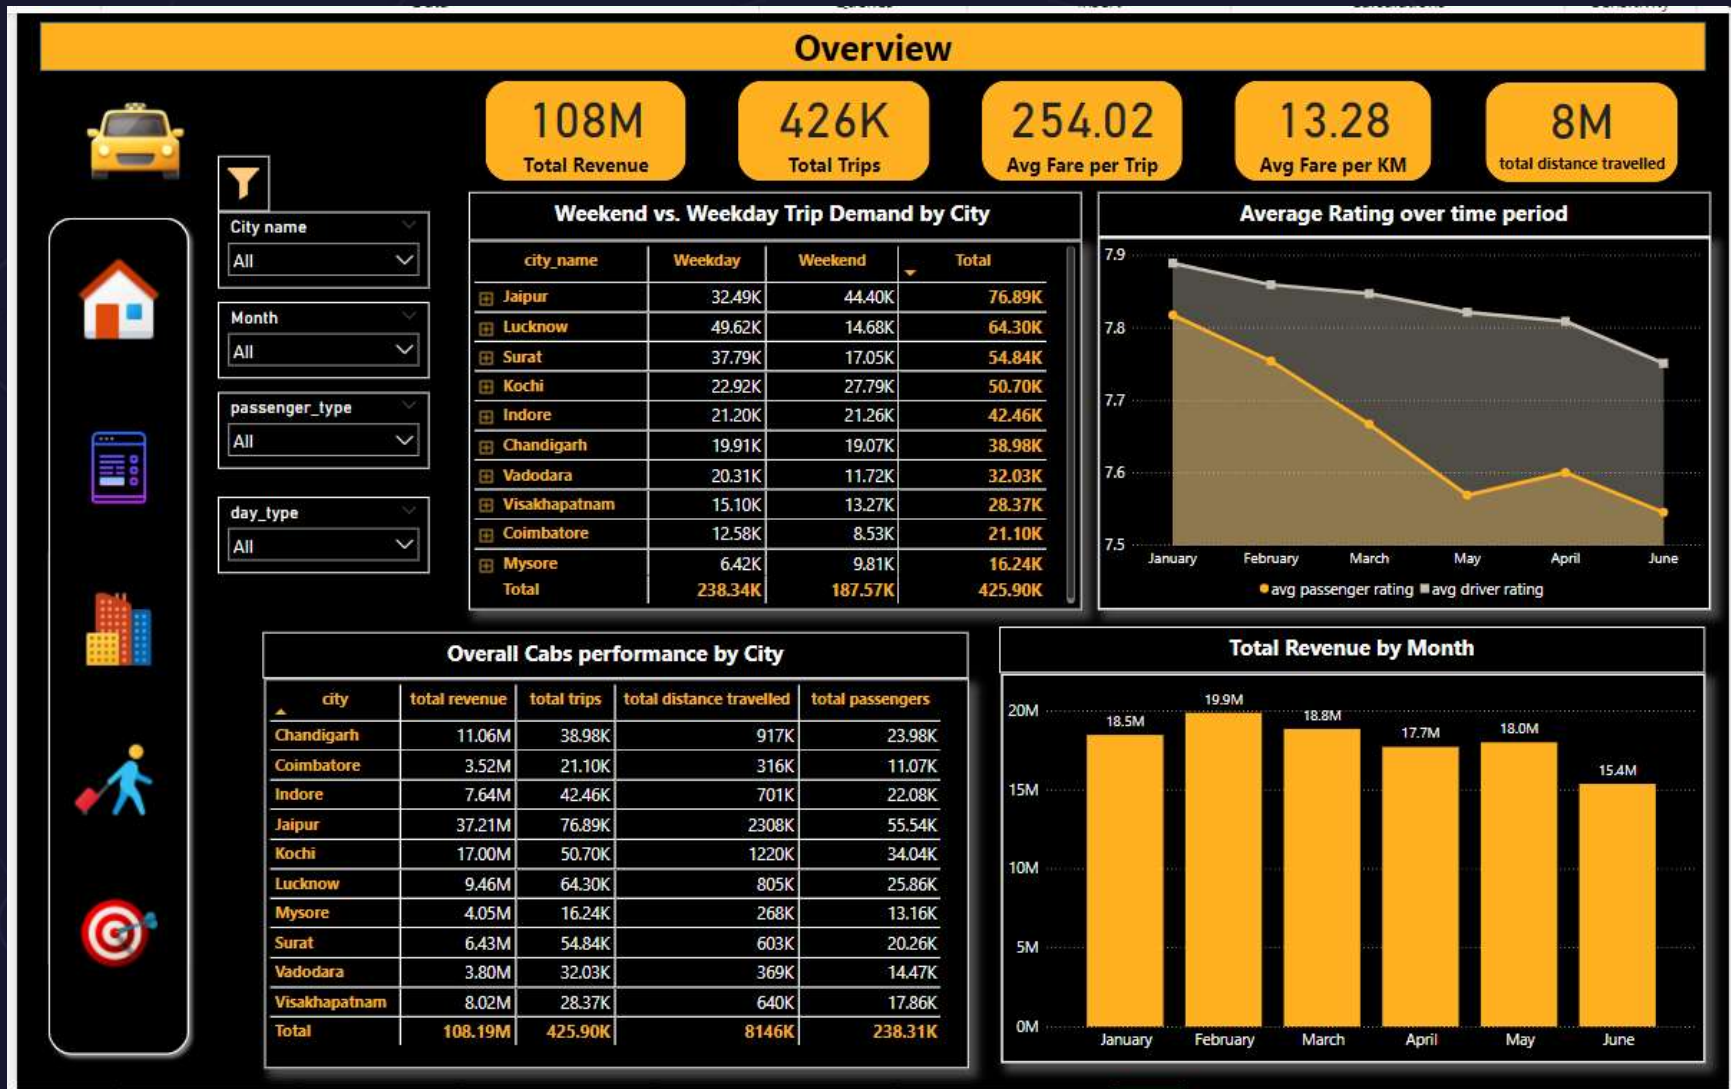 Overview
108M
Total Revenue
426K
Total Trips
254.02
Avg Fare per Trip
13.28
Avg Fare per KM
8M
total distance travelled
City name
All
Month
All
passenger_type
All
day_type
All
Weekend vs. Weekday Trip Demand by City
city_name Weekday Weekend Total
Jaipur 32.49K 44.40K 76.89K
Lucknow 49.62K 14.68K 64.30K
Surat 37.79K 17.05K 54.84K
Kochi 22.92K 27.79K 50.70K
Indore 21.20K 21.26K 42.46K
Chandigarh 19.91K 19.07K 38.98K
Vadodara 20.31K 11.72K 32.03K
Visakhapatnam 15.10K 13.27K 28.37K
Coimbatore 12.58K 8.53K 21.10K
Mysore 6.42K 9.81K 16.24K
Total 238.34K 187.57K 425.90K
Average Rating over time period
7.9
7.8
7.7
7.6
7.5
January February March May April June
avg passenger rating avg driver rating
Overall Cabs performance by City
city total revenue total trips total distance travelled total passengers
Chandigarh 11.06M 38.98K 917K 23.98K
Coimbatore 3.52M 21.10K 316K 11.07K
Indore 7.64M 42.46K 701K 22.08K
Jaipur 37.21M 76.89K 2308K 55.54K
Kochi 17.00M 50.70K 1220K 34.04K
Lucknow 9.46M 64.30K 805K 25.86K
Mysore 4.05M 16.24K 268K 13.16K
Surat 6.43M 54.84K 603K 20.26K
Vadodara 3.80M 32.03K 369K 14.47K
Visakhapatnam 8.02M 28.37K 640K 17.86K
Total 108.19M 425.90K 8146K 238.31K
Total Revenue by Month
20M
15M
10M
5M
0M
18.5M 19.9M 18.8M 17.7M 18.0M 15.4M
January February March April May June